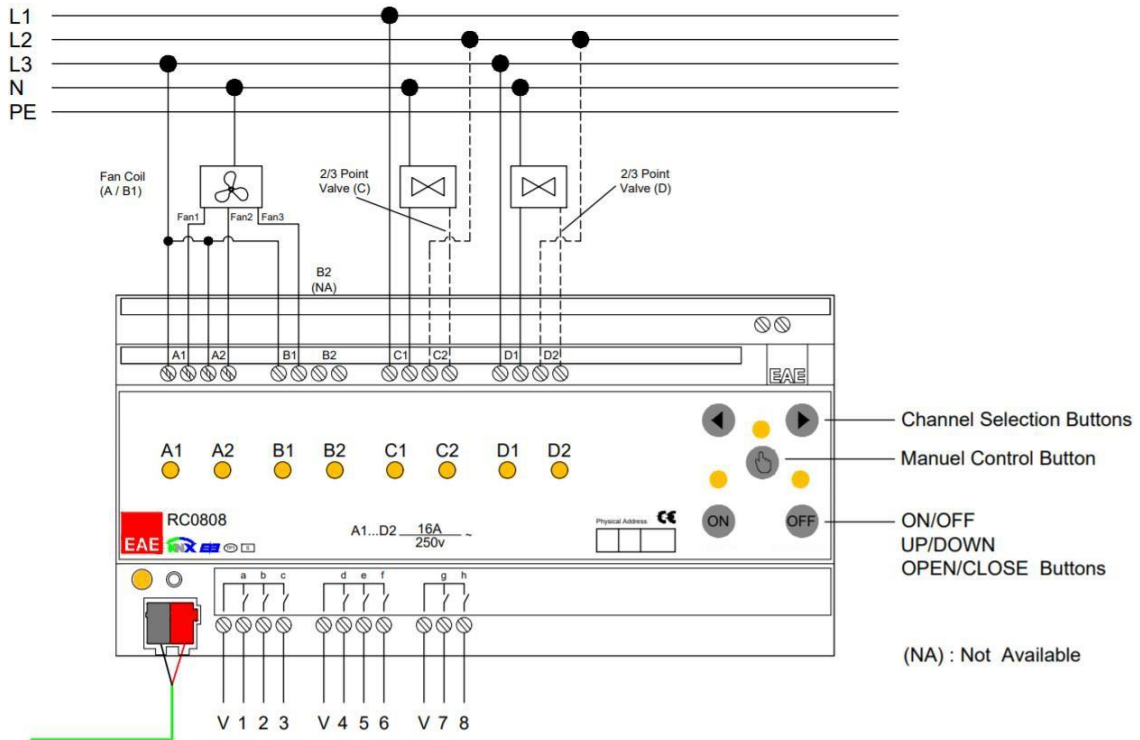 L1
L2
L3
N
PE
Fan Coil
(A / B1)
2/3 Point
Valve (C)
2/3 Point
Valve (D)
Fan1
Fan2
Fan3
B2
(NA)
A1 A2 B1 B2 C1 C2 D1 D2
EAE
A1 A2 B1 B2 C1 C2 D1 D2
Channel Selection Buttons
Manuel Control Button
RC0808
EAE KNX
A1...D2 16A
250v ~
Physical Address CE
ON OFF
ON/OFF
UP/DOWN
OPEN/CLOSE Buttons
a b c d e f g h
(NA) : Not Available
V 1 2 3 V 4 5 6 V 7 8